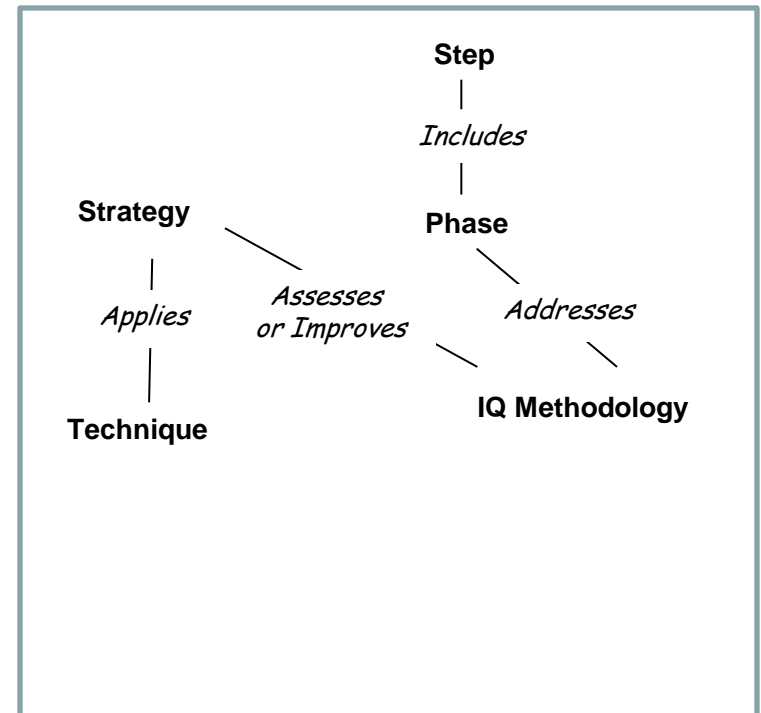 Step
Includes
Strategy
Phase
Applies
Assesses
or Improves
Addresses
Technique
IQ Methodology